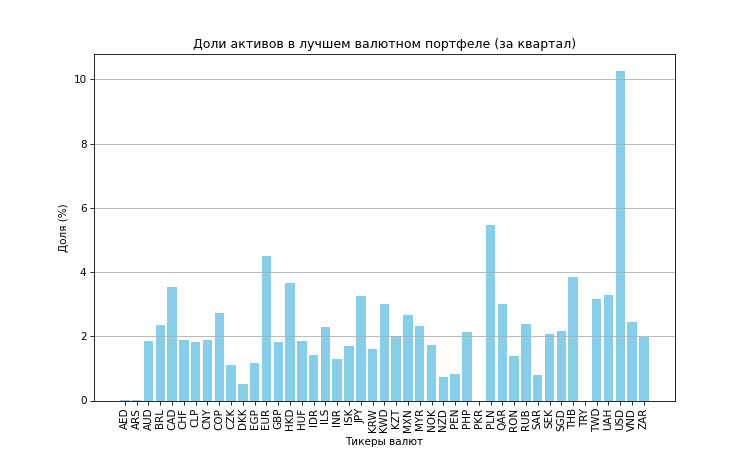 Доли активов в лучшем валютном портфеле (за квартал)
Доля (%)
10
8
6
4
2
0
AED ARS AUD BRL CAD CHF CLP CNY COP CZK DKK EGP EUR GBP HKD HUF IDR ILS INR ISK JPY KRW KWD KZT MXN MYR NOK NZD PEN PHP PKR PLN QAR RON RUB SAR SEK SGD THB TRY TWD UAH USD VND ZAR
Тикеры валют